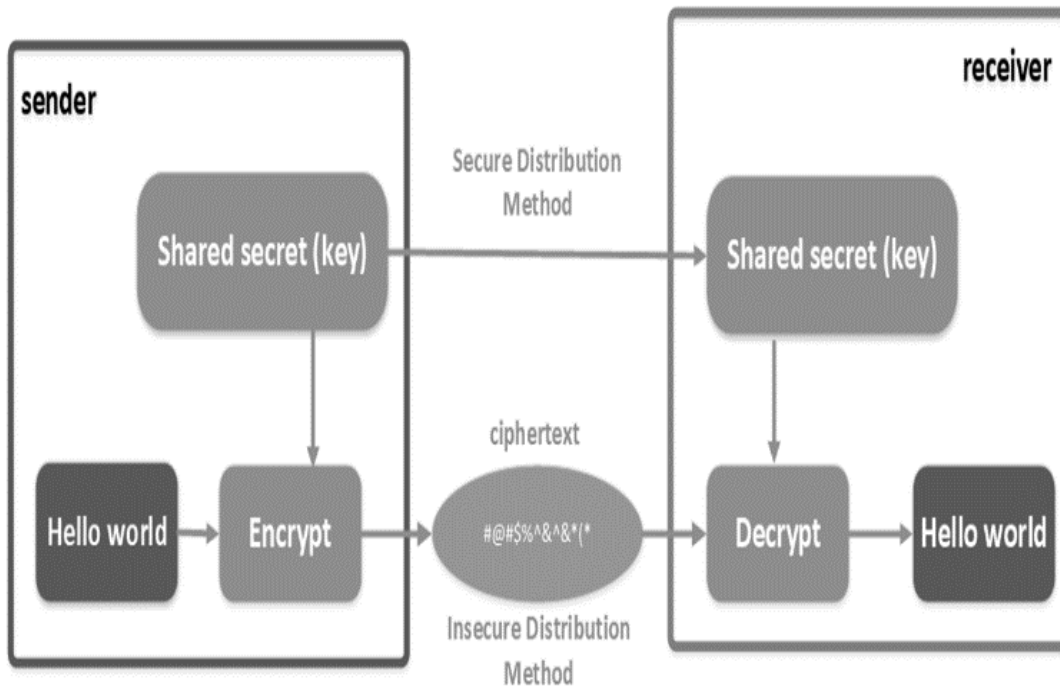 sender
receiver
Secure Distribution
Method
Shared secret (key)
Shared secret (key)
ciphertext
Hello world
Encrypt
#@#$%^&^&*(*
Decrypt
Hello world
Insecure Distribution
Method